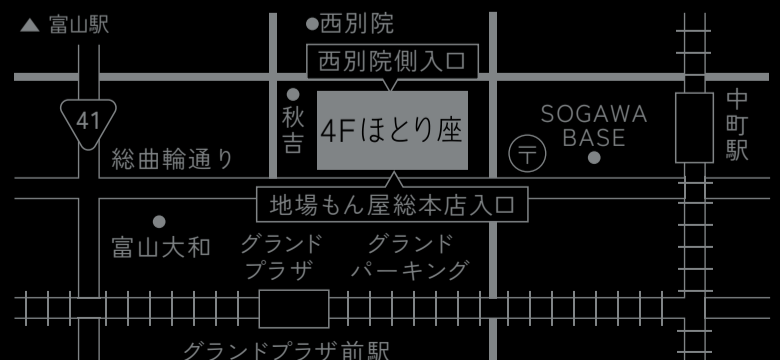 ▲ 富山駅
●西別院
西別院側入口
41
秋吉
4Fほとり座
SOGAWA
BASE
〒
中町駅
総曲輪通り
地場もん屋総本店入口
富山大和
グランド
プラザ
グランド
パーキング
グランドプラザ前駅